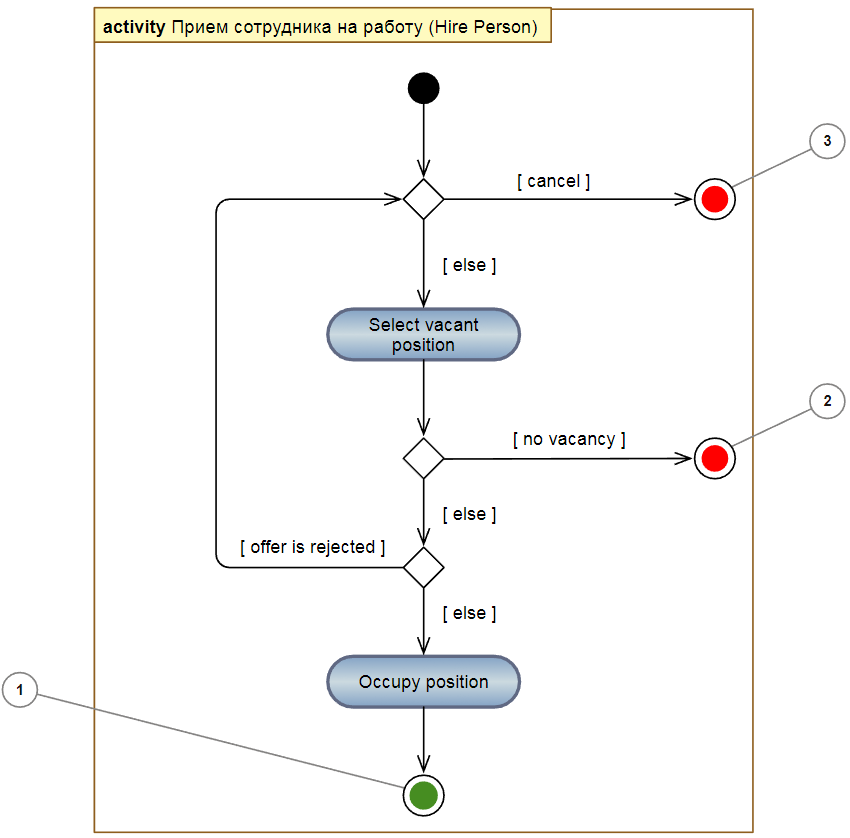 activity Прием сотрудника на работу (Hire Person)
3
[ cancel ]
[ else ]
Select vacant
position
2
[ no vacancy ]
[ else ]
[ offer is rejected ]
[ else ]
1
Occupy position